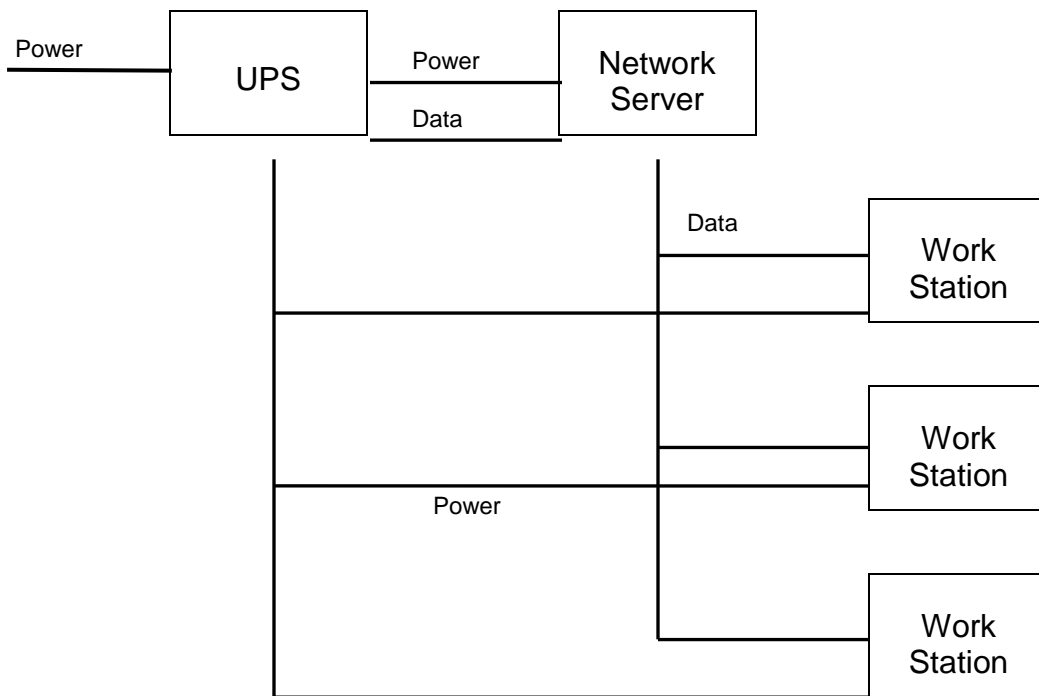 Power
UPS
Power
Data
Network
Server
Data
Work
Station
Work
Station
Power
Work
Station